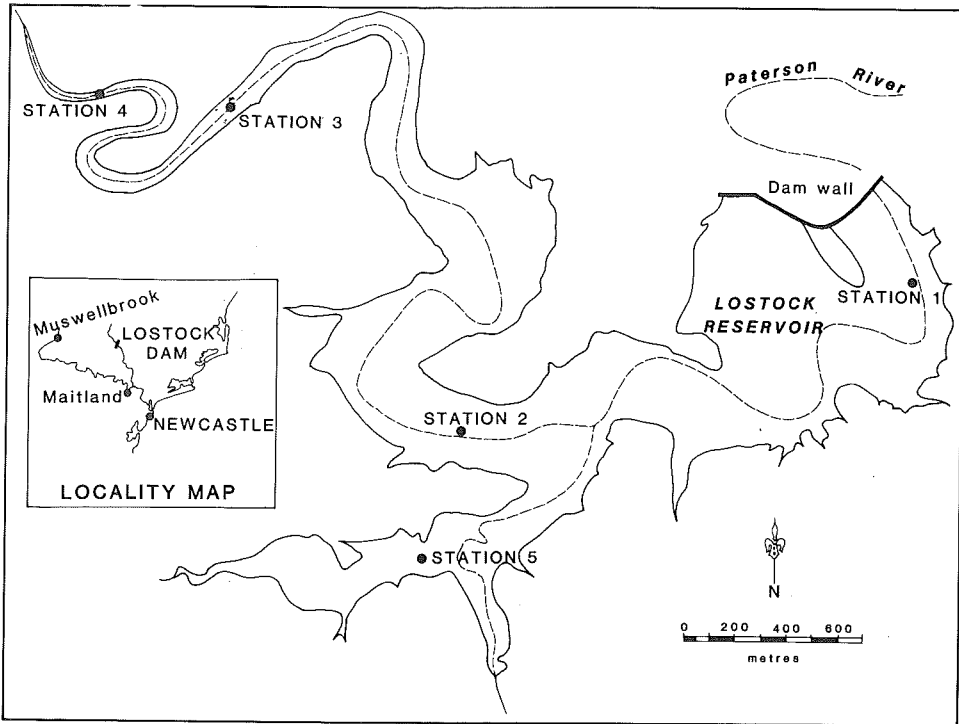 Paterson River
STATION 4
STATION 3
Dam wall
STATION 1
LOSTOCK
RESERVOIR
Muswellbrook
LOSTOCK
DAM
Maitland
NEWCASTLE
LOCALITY MAP
STATION 2
STATION 5
N
0 200 400 600
metres